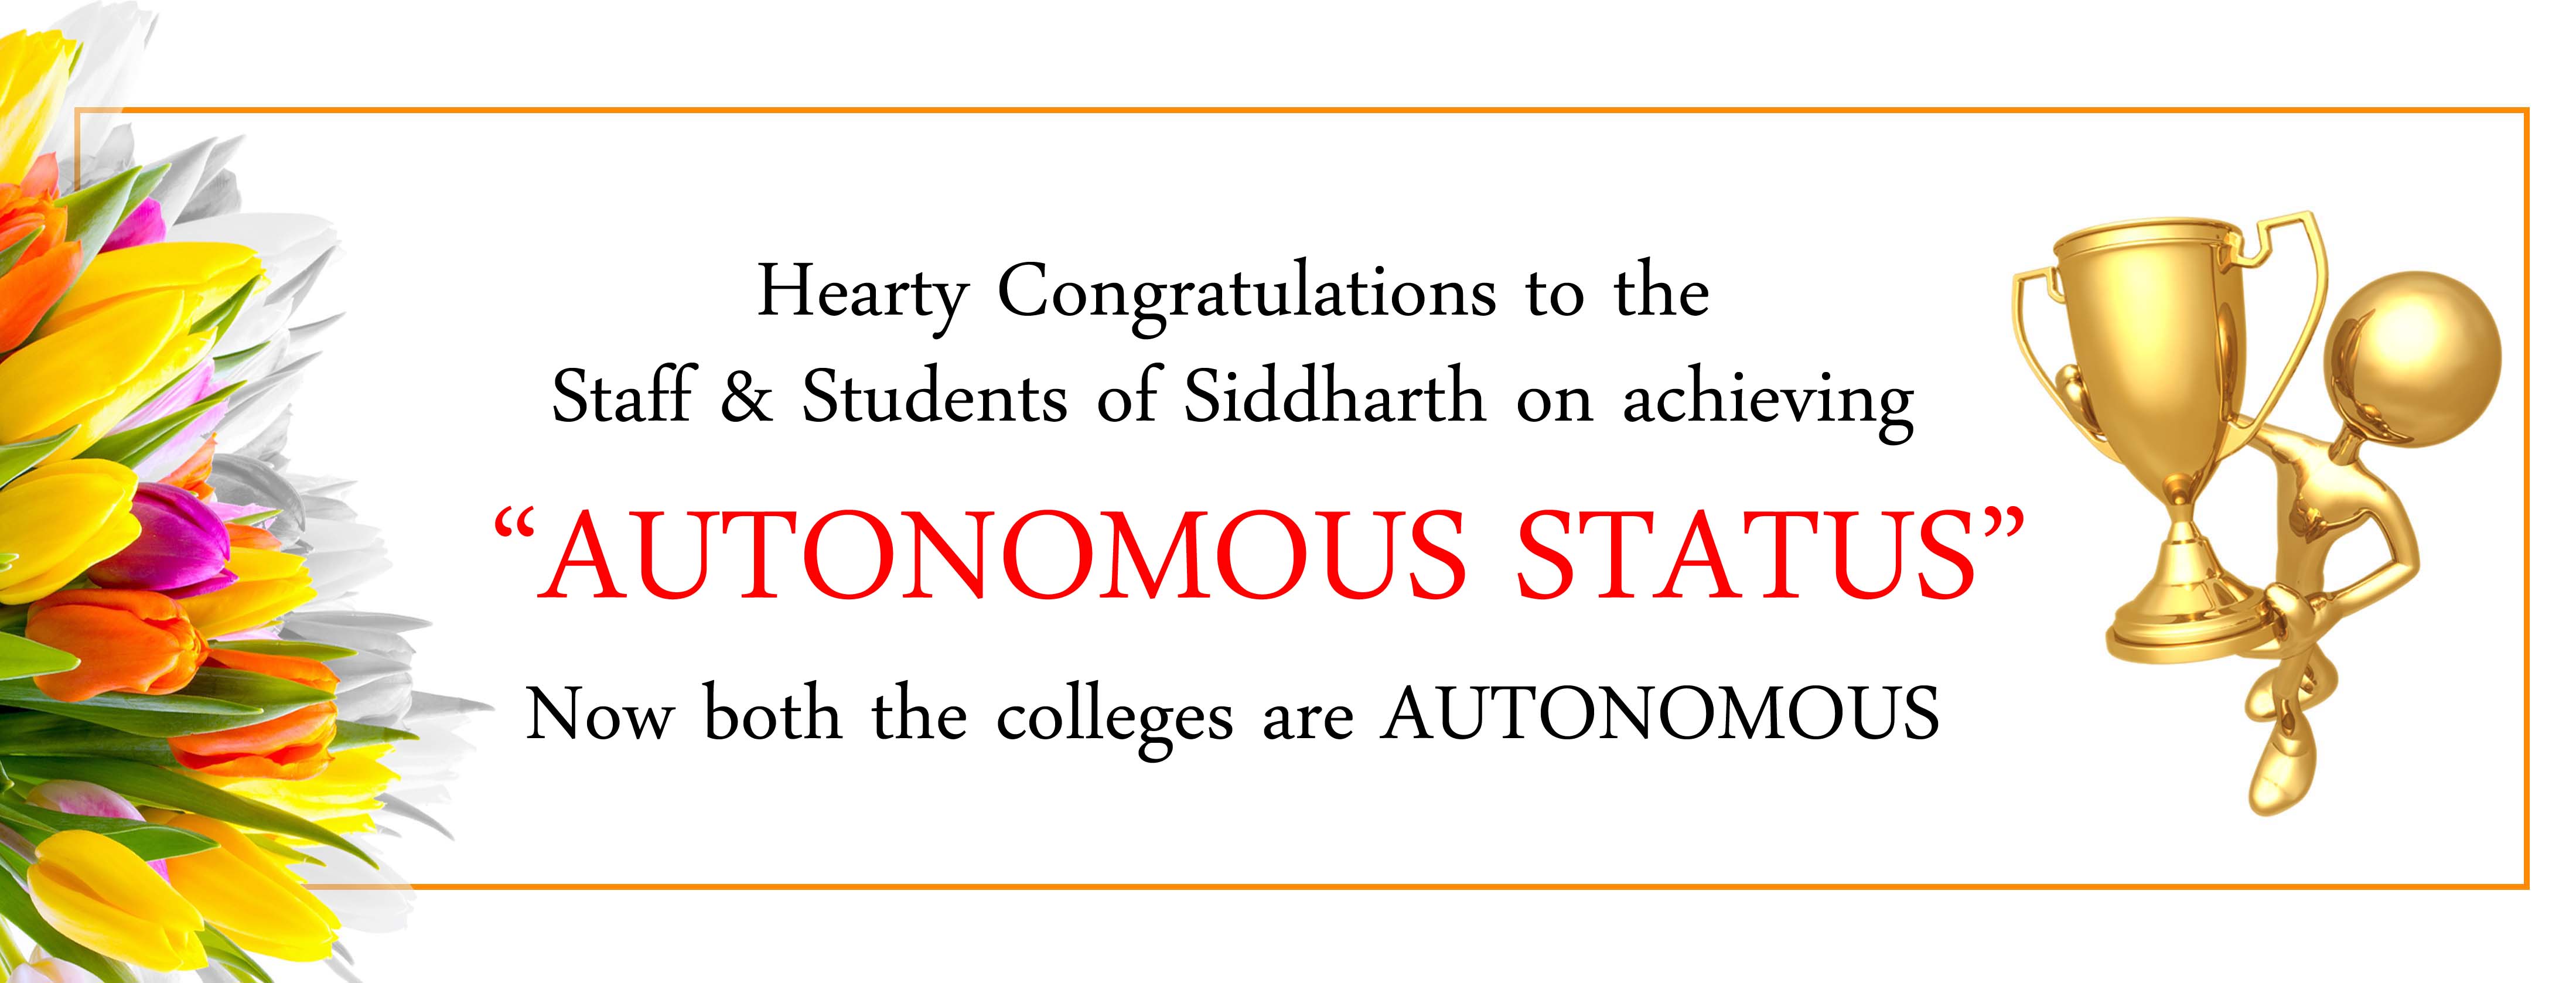 Hearty Congratulations to the
Staff & Students of Siddharth on achieving
“AUTONOMOUS STATUS”
Now both the colleges are AUTONOMOUS